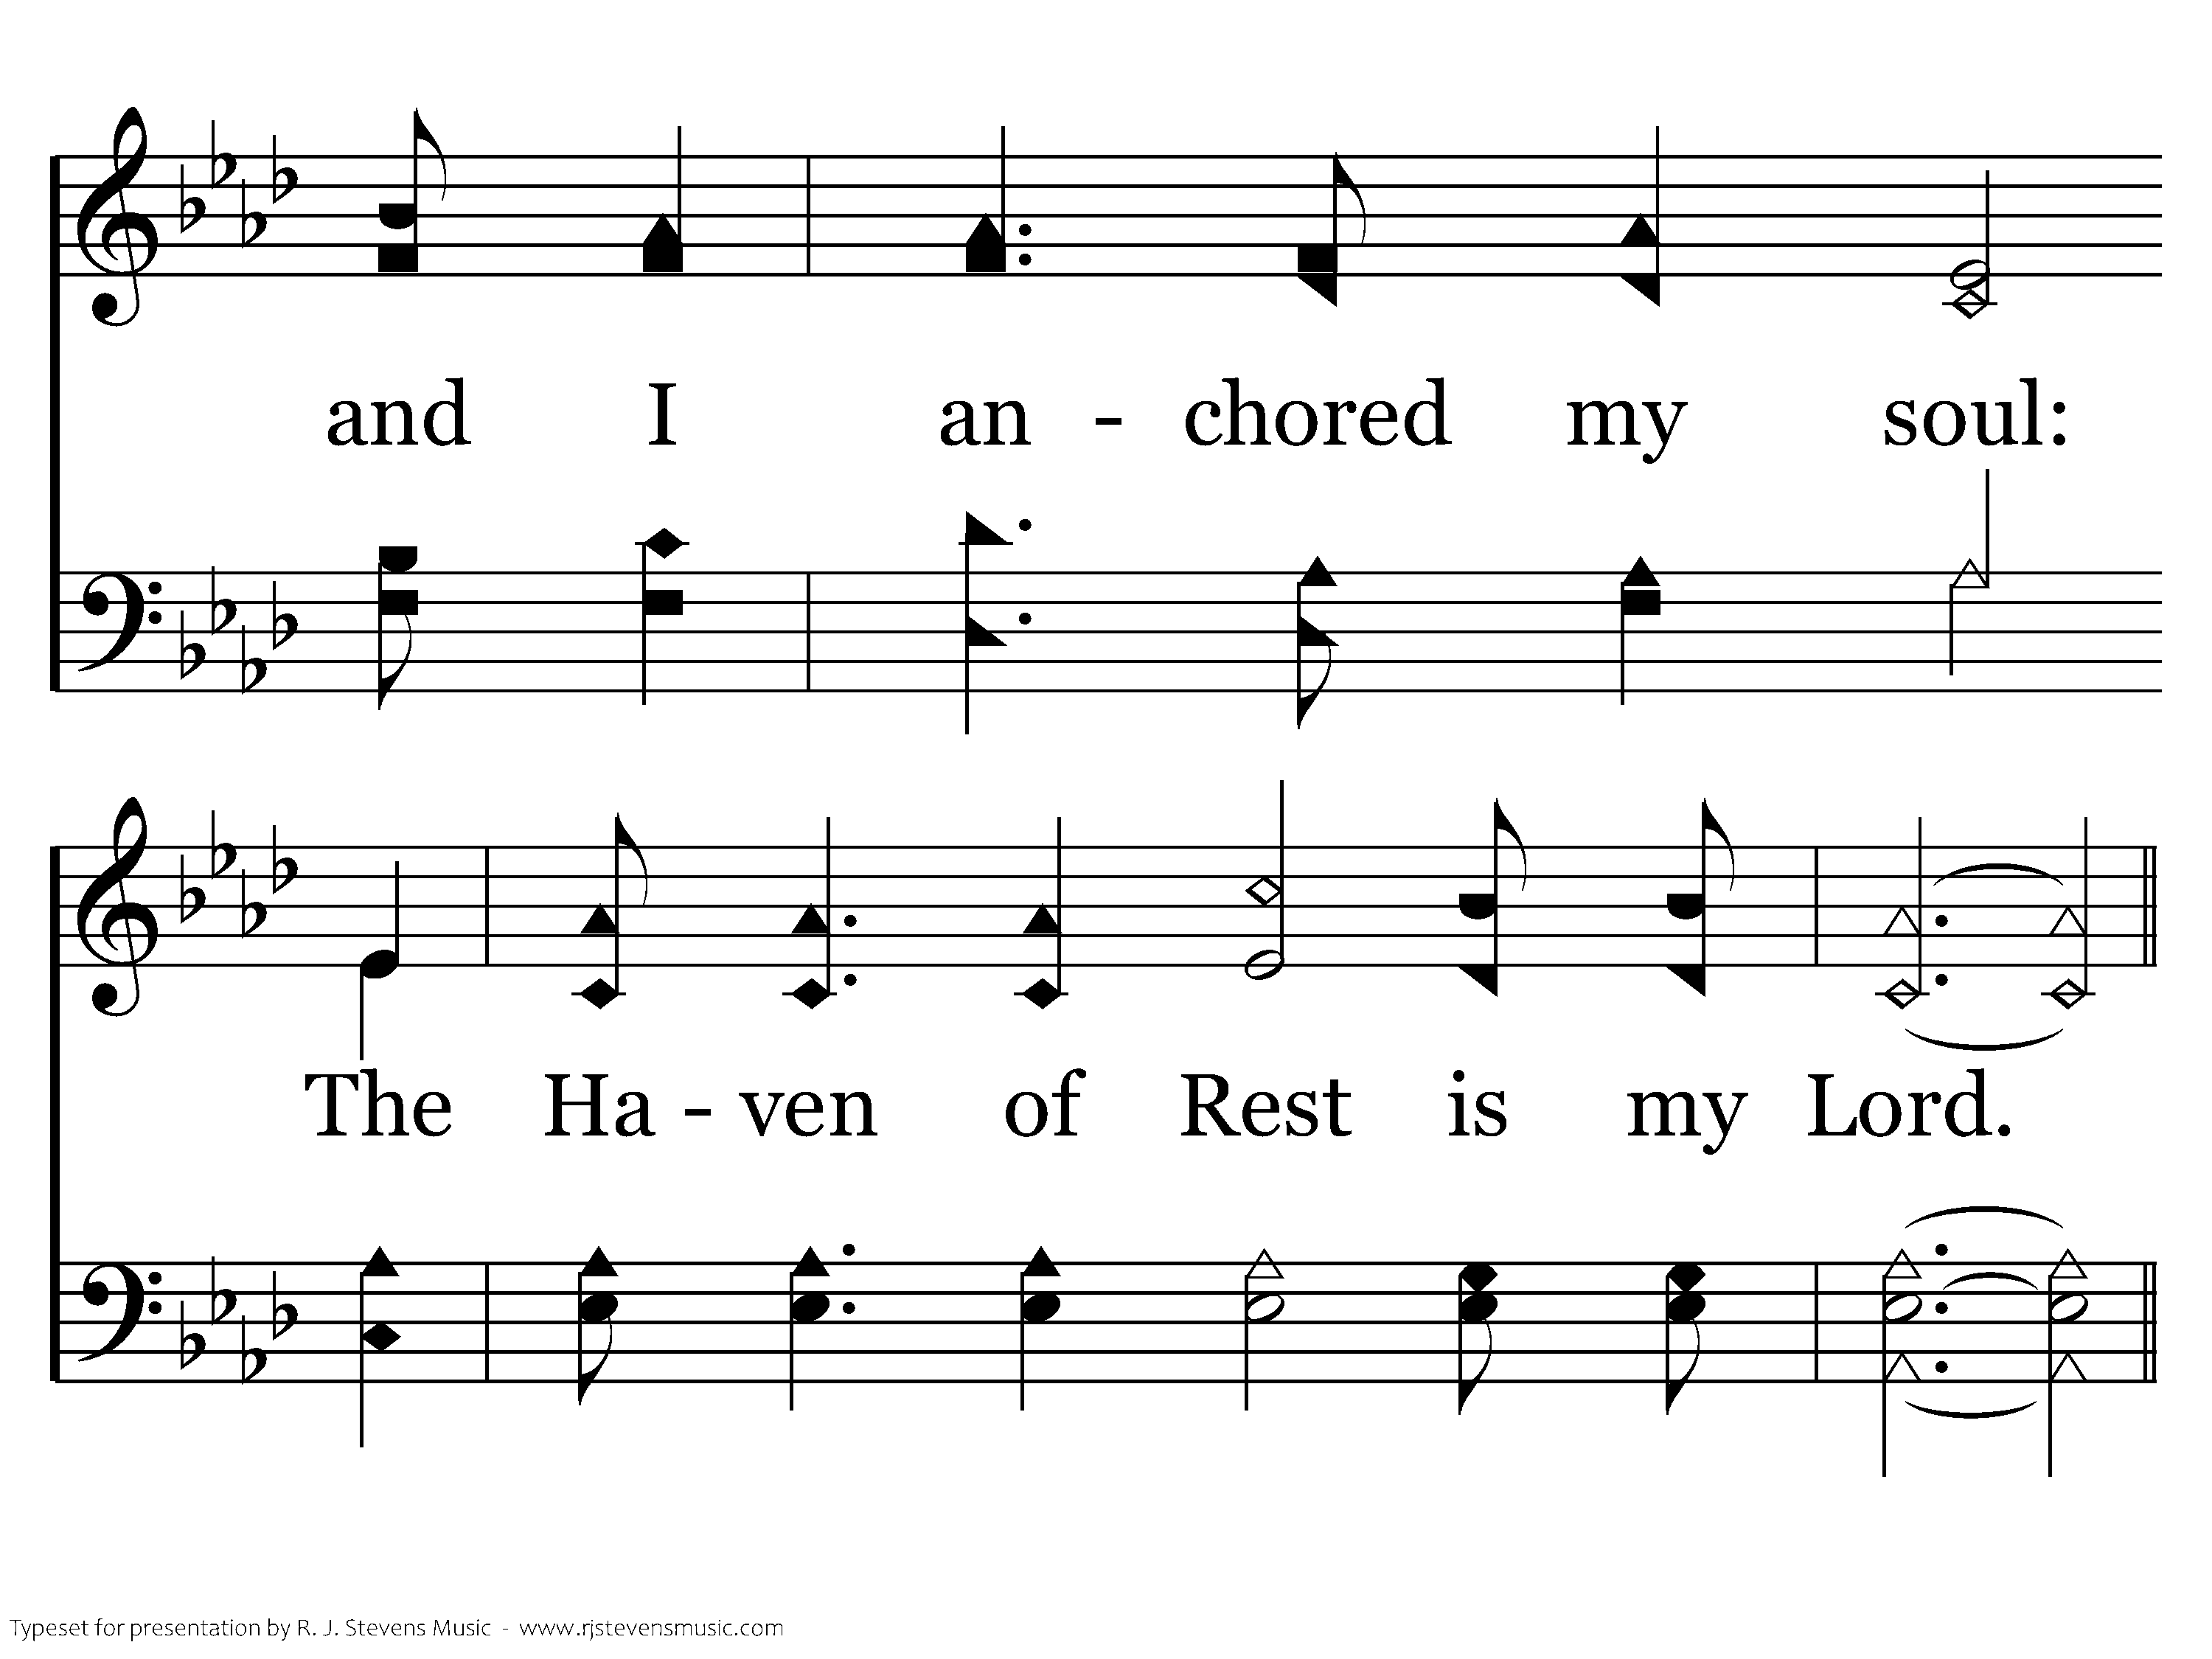 and I an - chored my soul:
The Ha - ven of Rest is my Lord.
Typeset for presentation by R. J. Stevens Music - www.rjstevensmusic.com